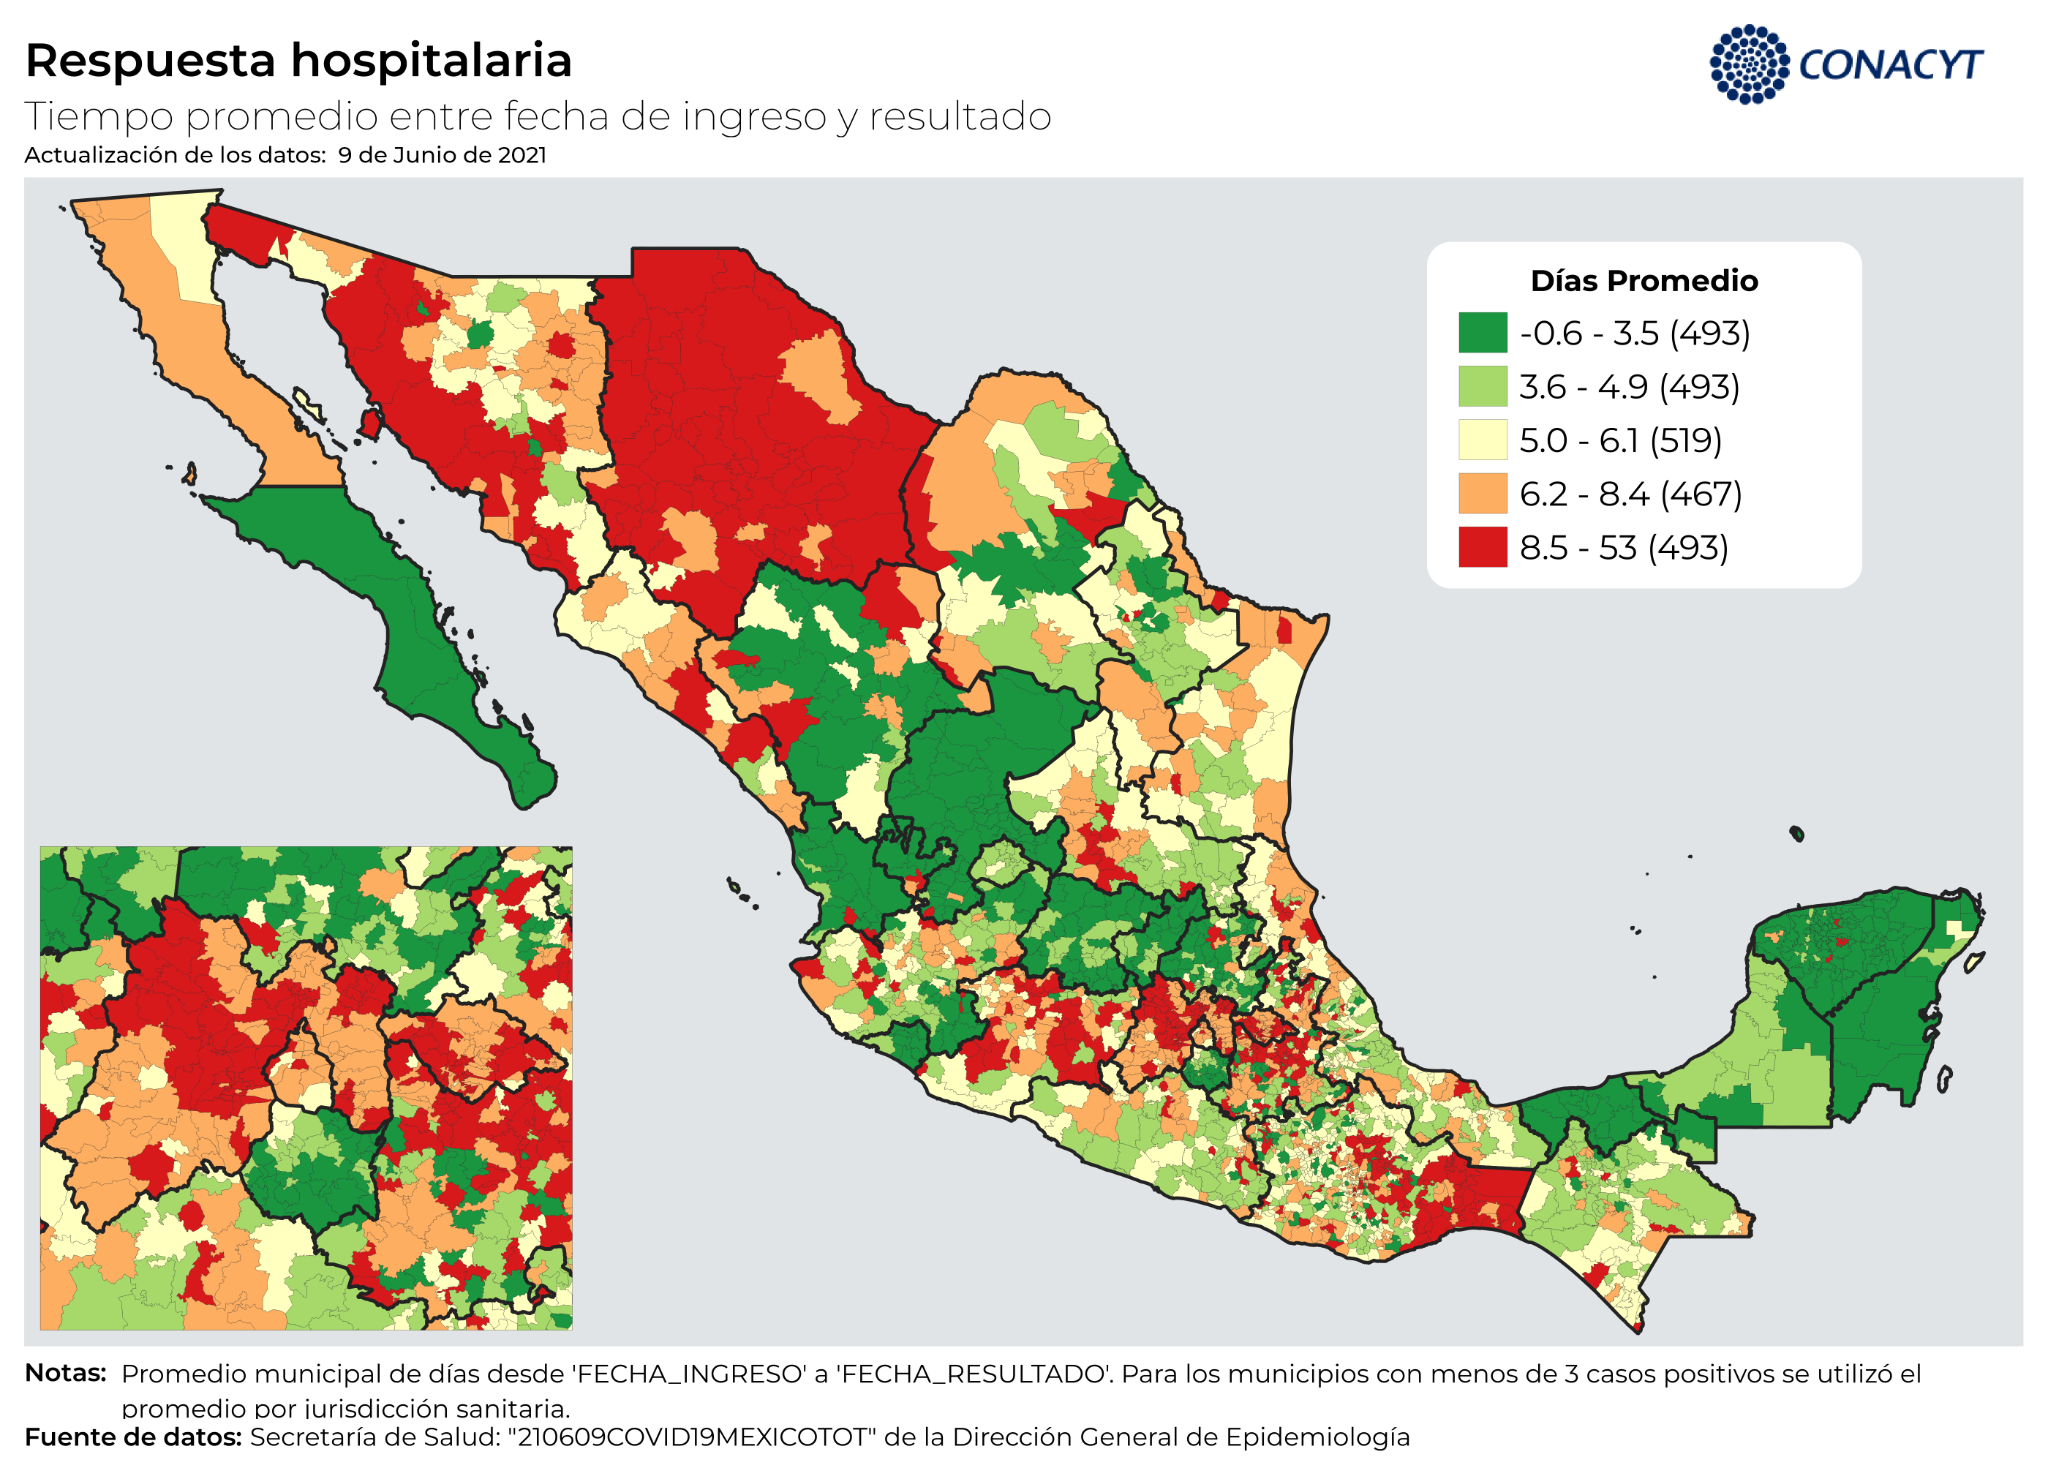 Respuesta hospitalaria
CONACYT
Tiempo promedio entre fecha de ingreso y resultado
Actualización de los datos: 9 de Junio de 2021
Días Promedio
-0.6 - 3.5 (493)
3.6 - 4.9 (493)
5.0 - 6.1 (519)
6.2 - 8.4 (467)
8.5 - 53 (493)
Notas: Promedio municipal de días desde 'FECHA_INGRESO' a 'FECHA_RESULTADO'. Para los municipios con menos de 3 casos positivos se utilizó el
promedio por jurisdicción sanitaria.
Fuente de datos: Secretaría de Salud: "210609COVID19MEXICOTOT" de la Dirección General de Epidemiología